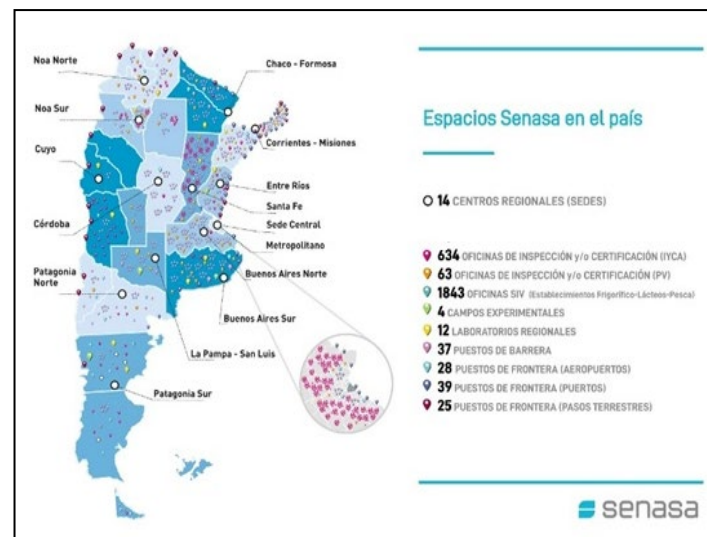 Noa Norte
Noa Sur
Cuyo
Córdoba
Patagonia
Norte
Chaco - Formosa
Corrientes - Misiones
Entre Ríos
Santa Fe
Sede Central
Metropolitano
Buenos Aires Norte
Buenos Aires Sur
La Pampa - San Luis
Patagonia Sur
Espacios Senasa en el país
14 CENTROS REGIONALES (SEDES)
634 OFICINAS DE INSPECCIÓN y/o CERTIFICACIÓN (IYCA)
63 OFICINAS DE INSPECCIÓN y/o CERTIFICACIÓN (PV)
1843 OFICINAS SIV (Establecimientos Frigorífico-Lácteos-Pesca)
4 CAMPOS EXPERIMENTALES
12 LABORATORIOS REGIONALES
37 PUESTOS DE BARRERA
28 PUESTOS DE FRONTERA (AEROPUERTOS)
39 PUESTOS DE FRONTERA (PUERTOS)
25 PUESTOS DE FRONTERA (PASOS TERRESTRES)
senasa